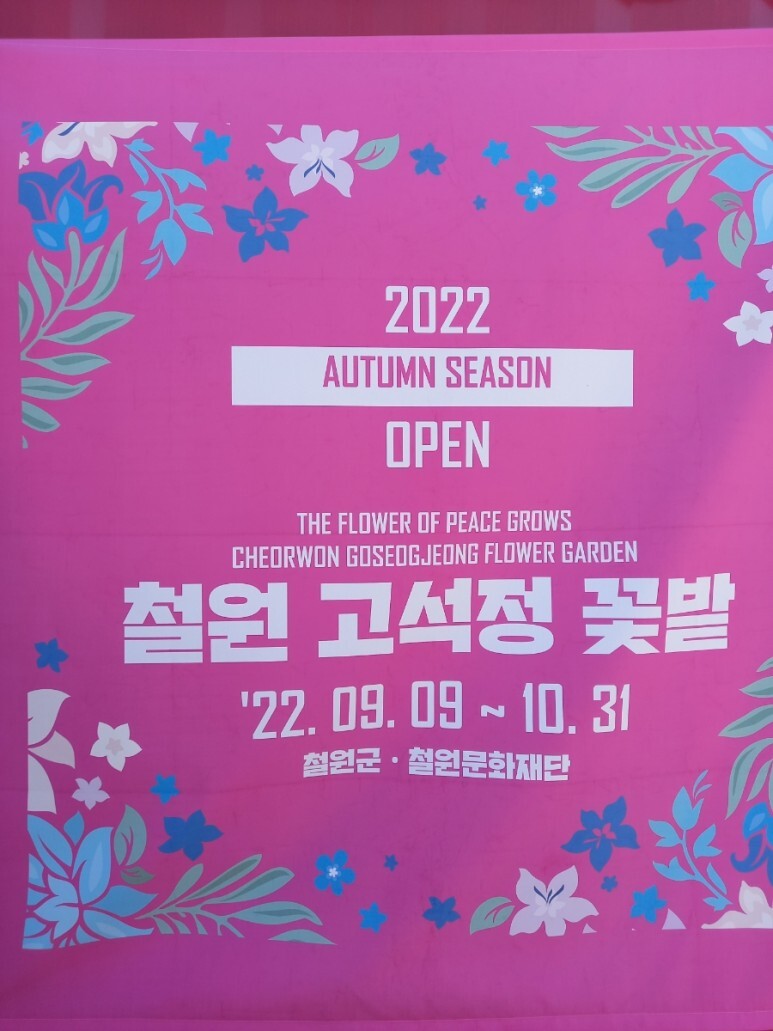 2022
AUTUMN SEASON
OPEN
THE FLOWER OF PEACE GROWS
CHEORWON GOSEOGJEONG FLOWER GARDEN
철원 고석정 꽃밭
'22. 09. 09 ~ 10. 31
철원군 · 철원문화재단